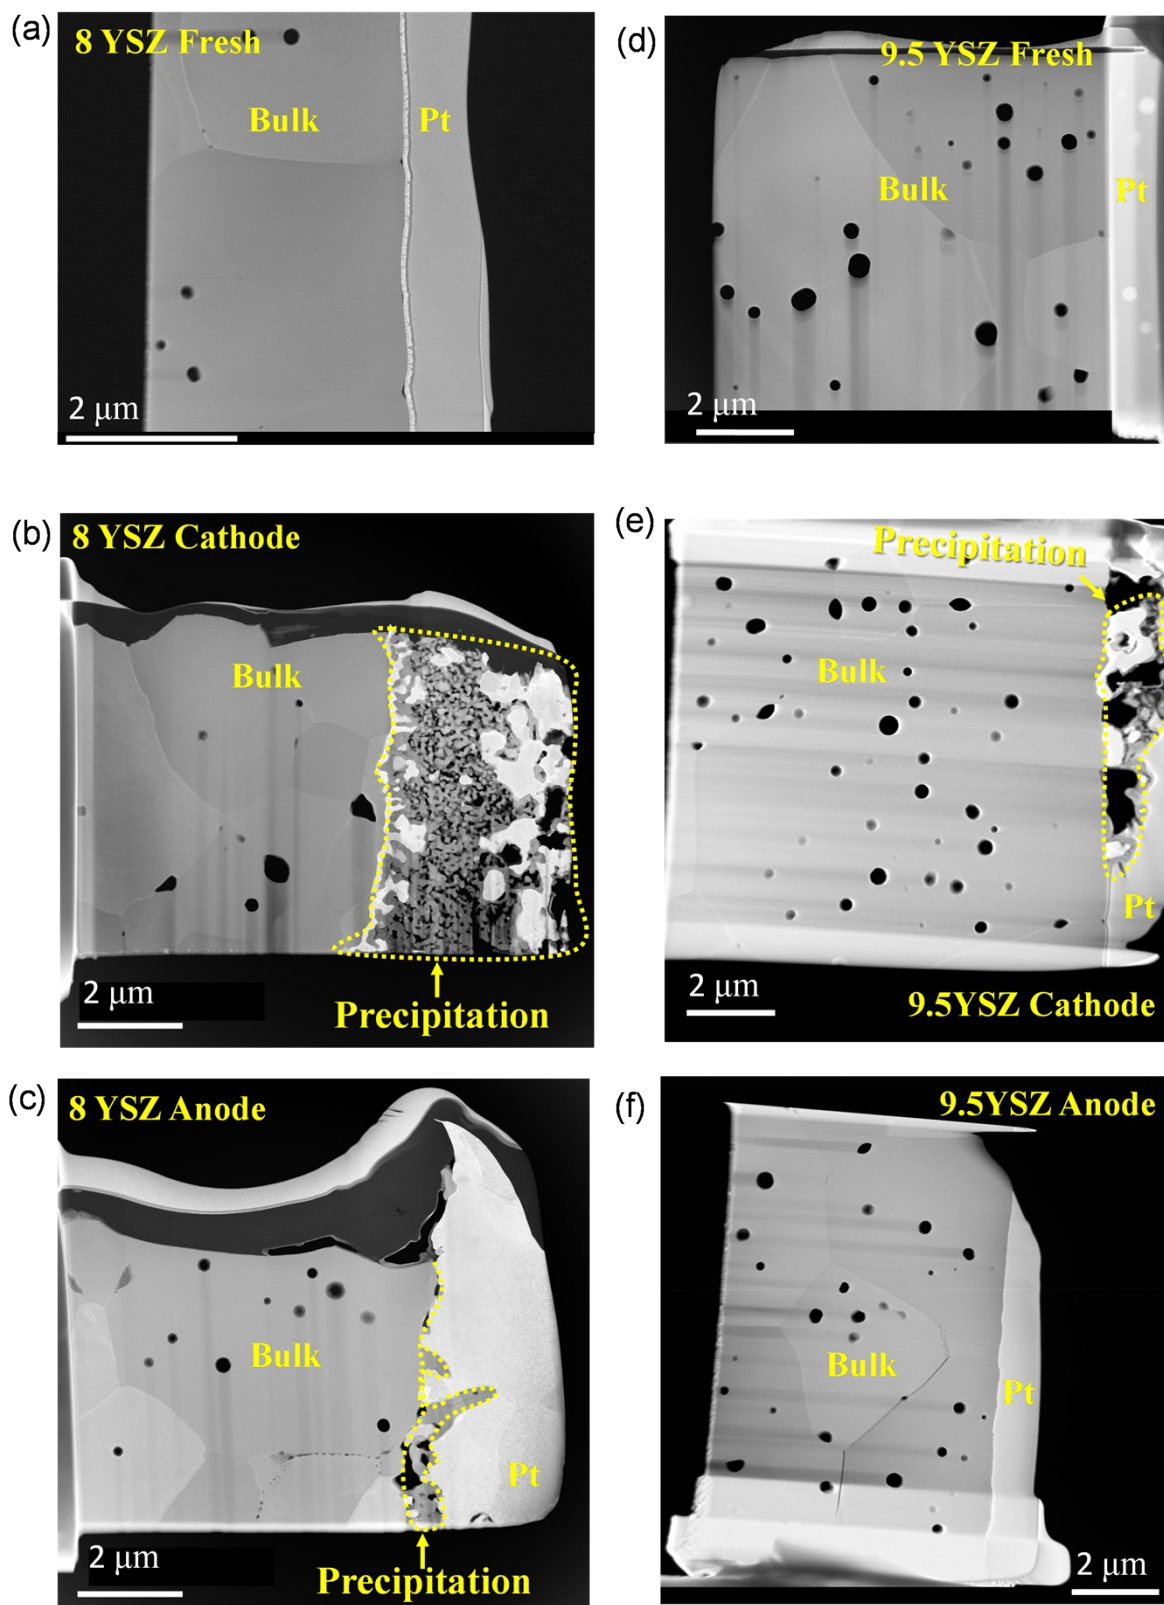 (a)
8 YSZ Fresh
Bulk
Pt
2 μm
(d)
9.5 YSZ Fresh
Bulk
Pt
2 μm
(b)
8 YSZ Cathode
Bulk
2 μm
Precipitation
(e)
Precipitation
Bulk
Pt
2 μm
9.5YSZ Cathode
(c)
8 YSZ Anode
Bulk
Pt
2 μm
Precipitation
(f)
9.5YSZ Anode
Bulk
Pt
2 μm